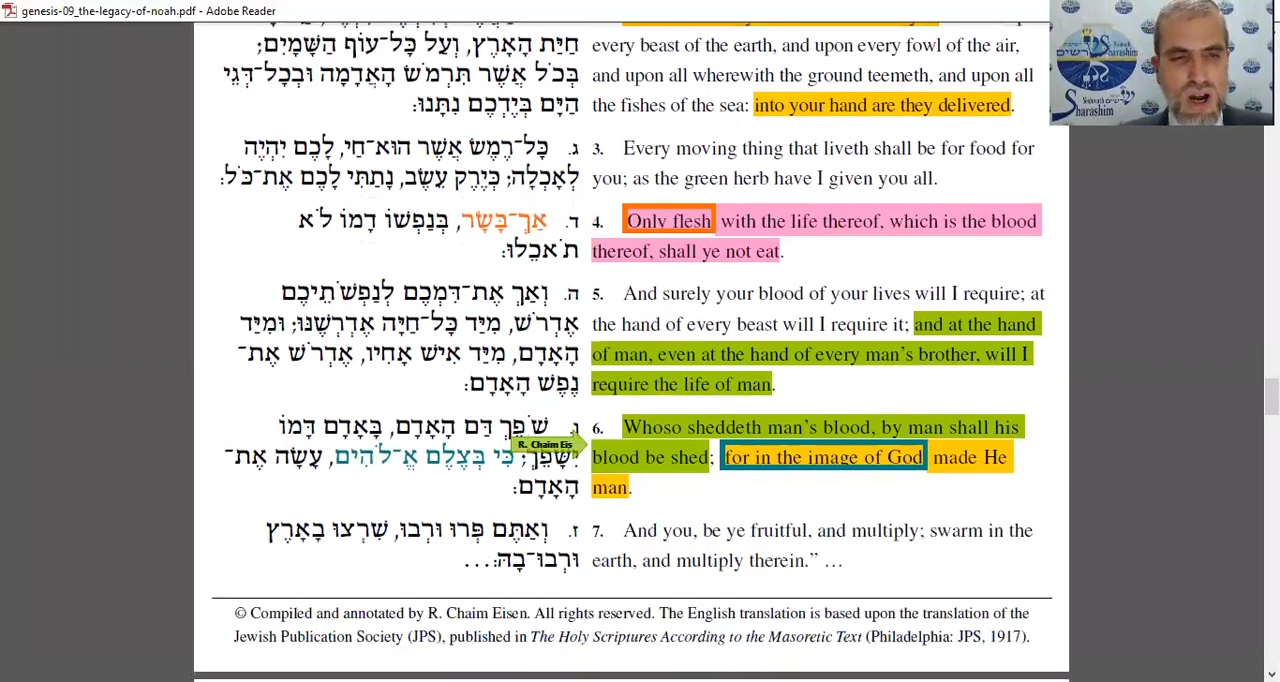 genesis-09_the-legacy-of-noah.pdf - Adobe Reader
חַיַּת הָאָרֶץ, וְעַל כָּל־עוֹף הַשָּׁמָיִם;
בְּכֹל אֲשֶׁר תִּרְמֹשׂ הָאֲדָמָה וּבְכָל־דְּגֵי
הַיָּם בְּיֶדְכֶם נִתָּנוּ:
ג. כָּל־רֶמֶשׂ אֲשֶׁר הוּא־חַי, לָכֶם יִהְיֶה
לְאָכְלָה; כְּיֶרֶק עֵשֶׂב, נָתַתִּי לָכֶם אֶת־כֹּל:
ד. אַךְ־בָּשָׂר, בְּנַפְשׁוֹ דָמוֹ לֹא
תֹאכֵלוּ:
ה. וְאַךְ אֶת־דִּמְכֶם לְנַפְשֹׁתֵיכֶם
אֶדְרֹשׁ, מִיַּד כָּל־חַיָּה אֶדְרְשֶׁנּוּ; וּמִיַּד
הָאָדָם, מִיַּד אִישׁ אָחִיו, אֶדְרֹשׁ אֶת־
נֶפֶשׁ הָאָדָם:
ו. שֹׁפֵךְ דַּם הָאָדָם, בָּאָדָם דָּמוֹ
יִשָּׁפֵךְ; כִּי בְּצֶלֶם אֱ־לֹהִים, עָשָׂה אֶת־
הָאָדָם:
ז. וְאַתֶּם פְּרוּ וּרְבוּ, שִׁרְצוּ בָאָרֶץ
וּרְבוּ־בָהּ:...
every beast of the earth, and upon every fowl of the air,
and upon all wherewith the ground teemeth, and upon all
the fishes of the sea: into your hand are they delivered.
3. Every moving thing that liveth shall be for food for
you; as the green herb have I given you all.
4. Only flesh with the life thereof, which is the blood
thereof, shall ye not eat.
5. And surely your blood of your lives will I require; at
the hand of every beast will I require it; and at the hand
of man, even at the hand of every man’s brother, will I
require the life of man.
6. Whoso sheddeth man’s blood, by man shall his
blood be shed; for in the image of God made He
man.
7. And you, be ye fruitful, and multiply; swarm in the
earth, and multiply therein.” …
R. Chaim Eis
© Compiled and annotated by R. Chaim Eisen. All rights reserved. The English translation is based upon the translation of the
Jewish Publication Society (JPS), published in The Holy Scriptures According to the Masoretic Text (Philadelphia: JPS, 1917).
Sharashim